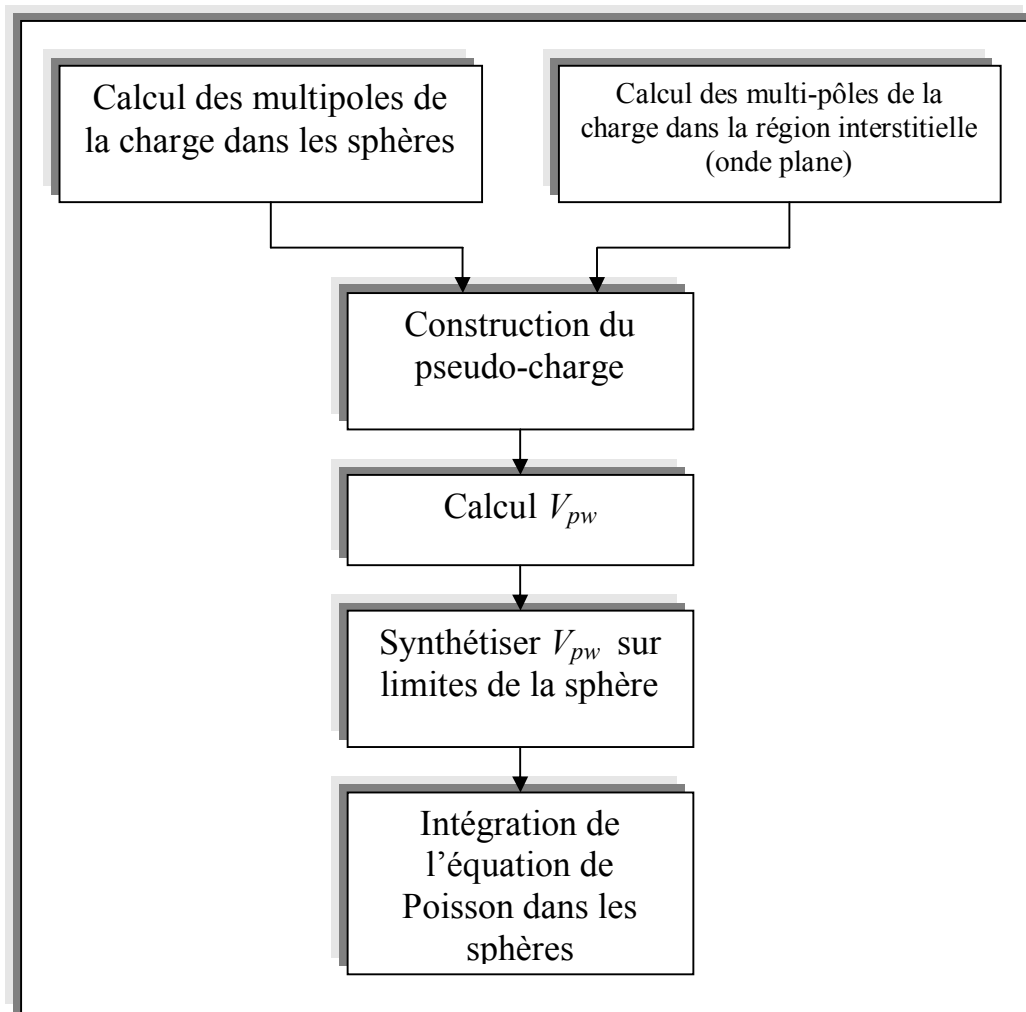 Calcul des multipoles de
la charge dans les sphères
Calcul des multi-pôles de la
charge dans la région interstitielle
(onde plane)
Construction du
pseudo-charge
Calcul V_pw
Synthétiser V_pw sur
limites de la sphère
Intégration de
l’équation de
Poisson dans les
sphères